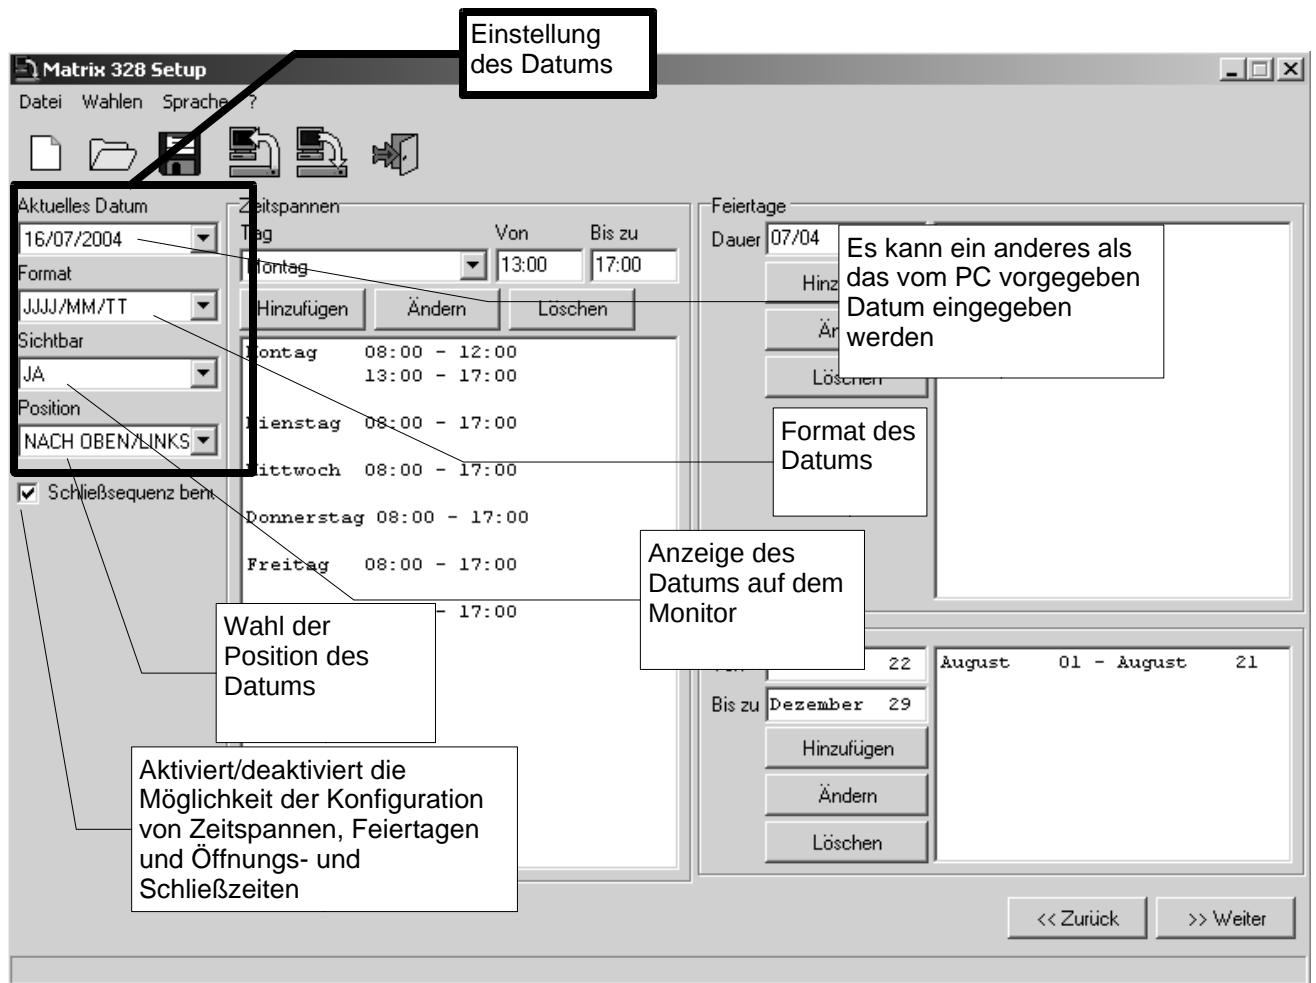 Einstellung
des Datums
Matrix 328 Setup
Datei Wahlen Sprache ?
Aktuelles Datum
16/07/2004
Format
JJJJ/MM/TT
Sichtbar
JA
Position
NACH OBEN/LINKS
Schließsequenz
Zeitspannen
Tag Von Bis zu
Montag 13:00 17:00
Hinzufügen Ändern Löschen
Montag 08:00 - 12:00
13:00 - 17:00
Dienstag 08:00 - 17:00
Mittwoch 08:00 - 17:00
Donnerstag 08:00 - 17:00
Freitag 08:00 - 17:00
- 17:00
Feiertage
Dauer 07/04
Löschen
Es kann ein anderes als
das vom PC vorgegeben
Datum eingegeben
werden
Format des
Datums
Anzeige des
Datums auf dem
Monitor
Wahl der
Position des
Datums
Aktiviert/deaktiviert die
Möglichkeit der Konfiguration
von Zeitspannen, Feiertagen
und Öffnungs- und
Schließzeiten
22
Bis zu Dezember 29
Hinzufügen
Ändern
Löschen
August 01 - August 21
<< Zurück >> Weiter